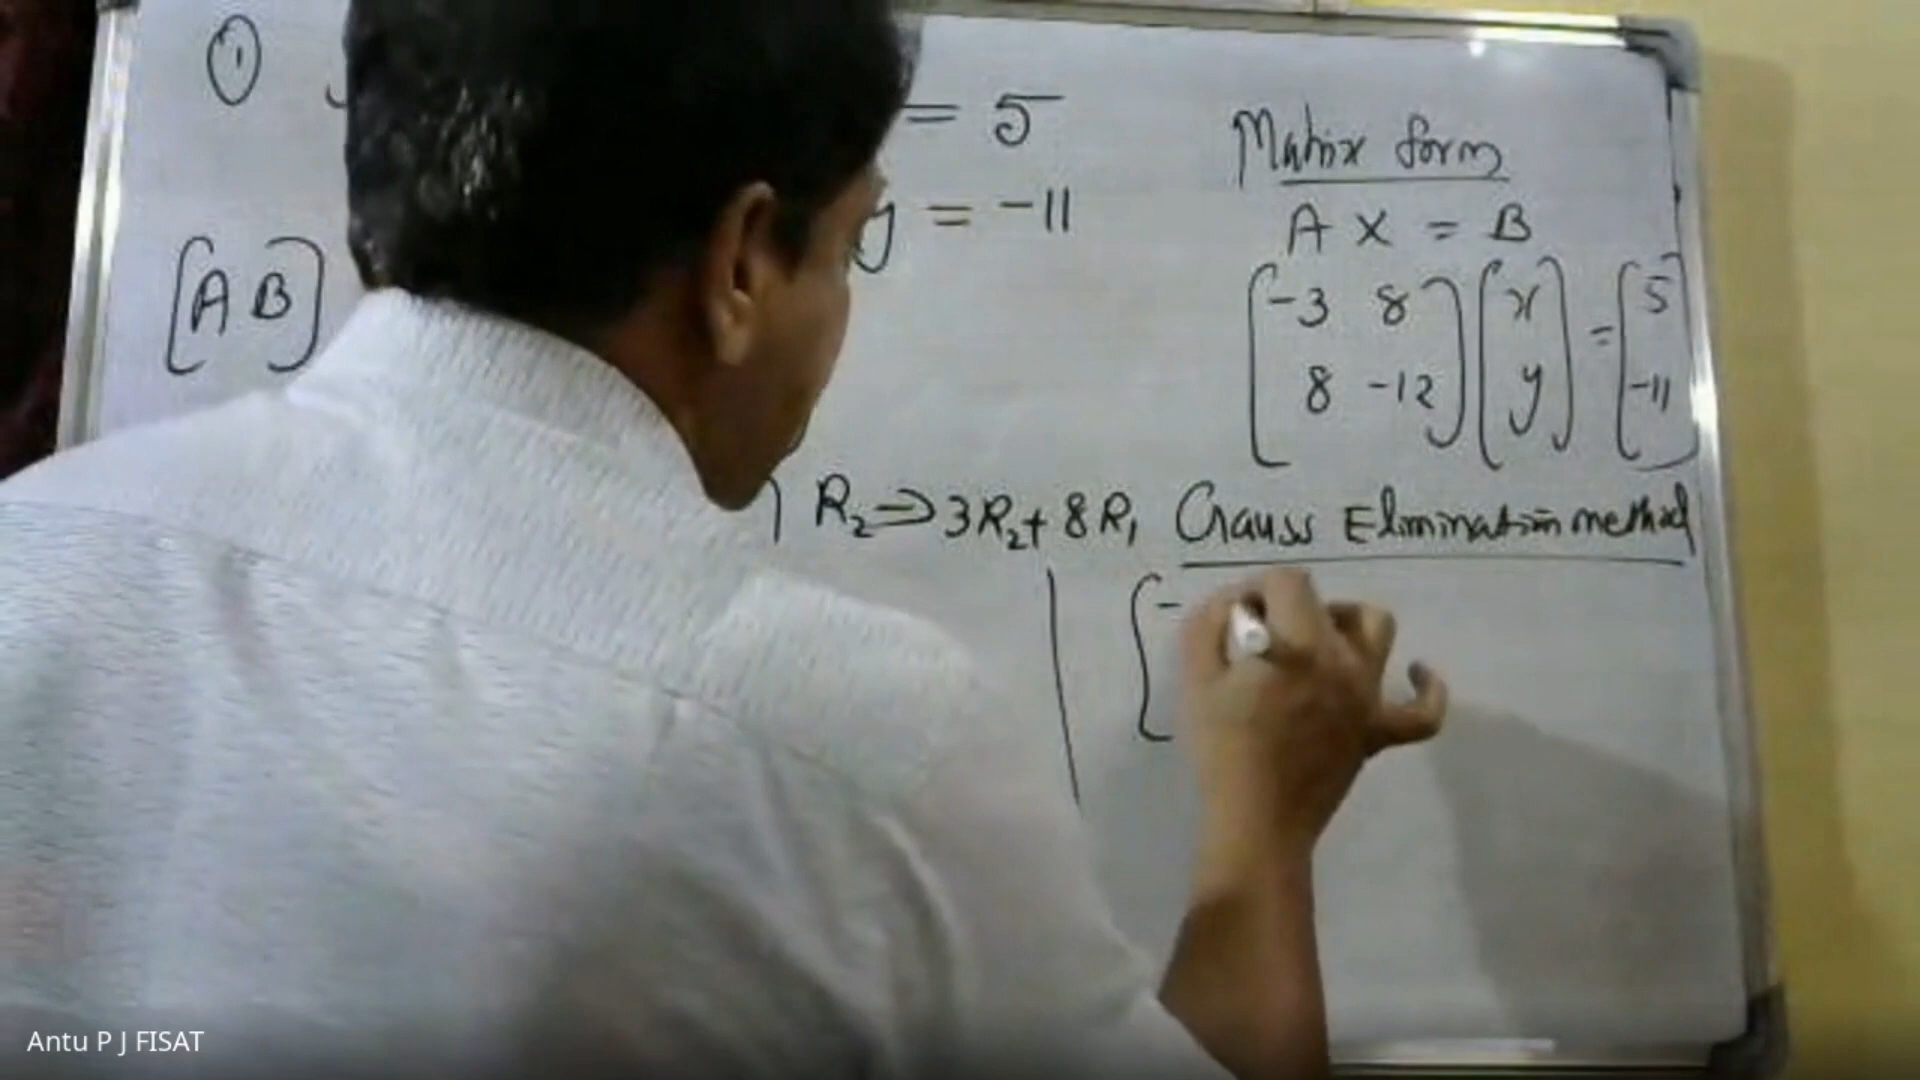 ① = 5
y = -11
[A B]
Matrix form
A X = B
[-3 8] [x] = [5]
[8 -12] [y] [-11]
R₂ ⇒ 3R₂ + 8R₁
Gauss Elimination method
[-
Antu P J FISAT